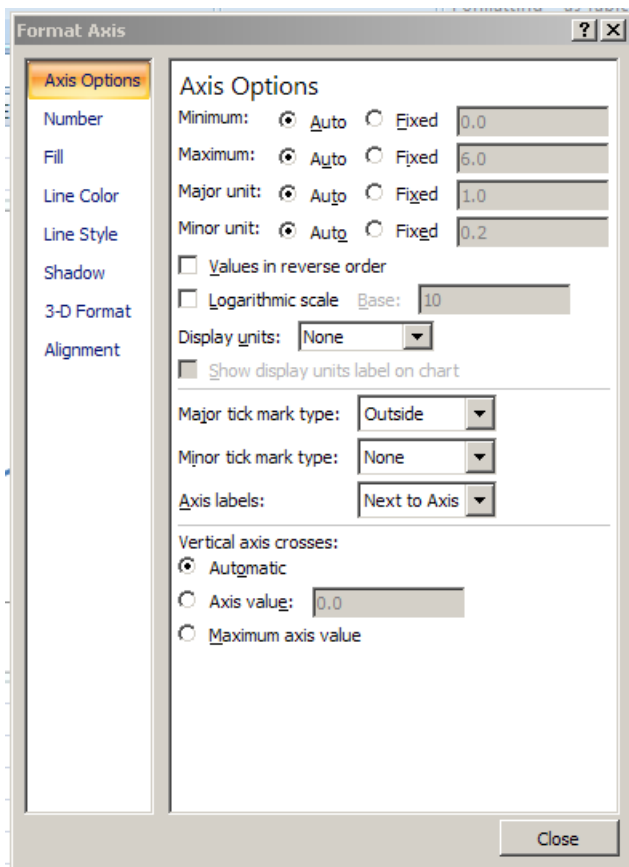 Formatting as Table
Format Axis ? X
Axis Options
Number
Fill
Line Color
Line Style
Shadow
3-D Format
Alignment
Axis Options
Minimum: Auto Fixed 0.0
Maximum: Auto Fixed 6.0
Major unit: Auto Fixed 1.0
Minor unit: Auto Fixed 0.2
Values in reverse order
Logarithmic scale Base: 10
Display units: None
Show display units label on chart
Major tick mark type: Outside
Minor tick mark type: None
Axis labels: Next to Axis
Vertical axis crosses:
Automatic
Axis value: 0.0
Maximum axis value
Close